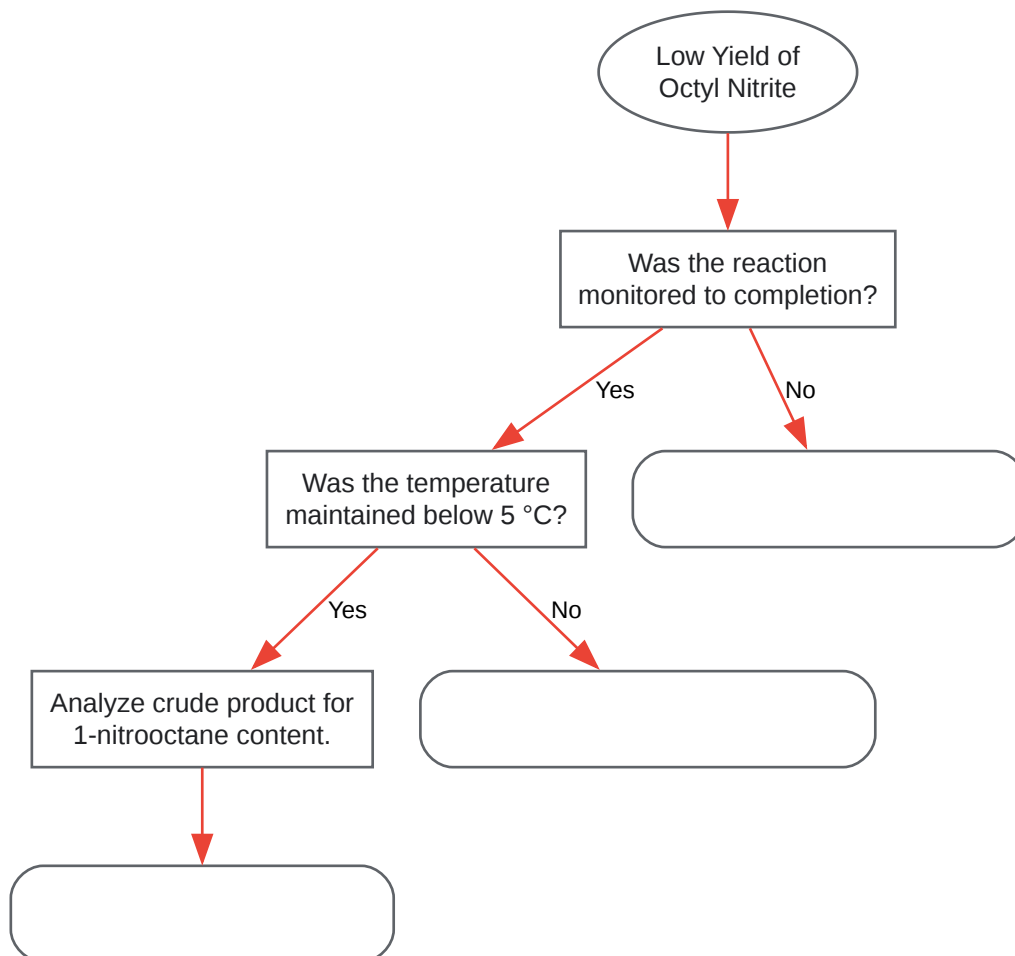 Low Yield of
Octyl Nitrite
Was the reaction
monitored to completion?
Yes
No
Was the temperature
maintained below 5 °C?
Yes
No
Analyze crude product for
1-nitrooctane content.